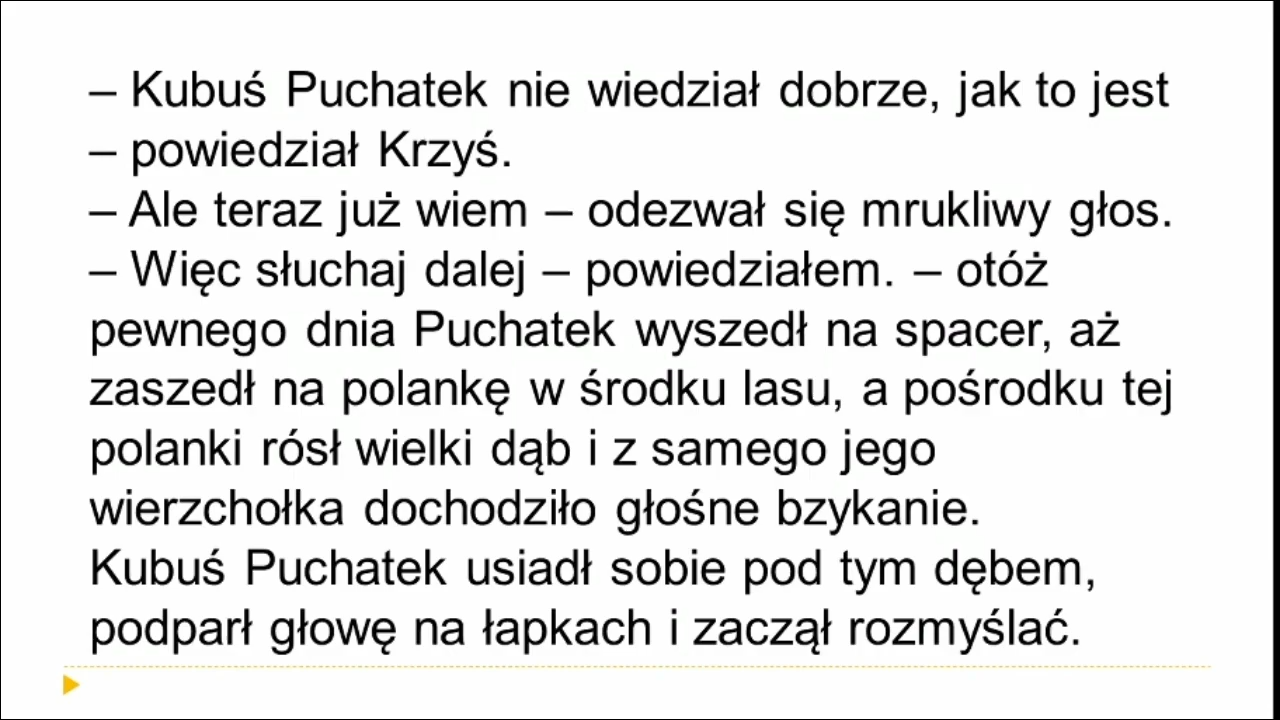 – Kubuś Puchatek nie wiedział dobrze, jak to jest
– powiedział Krzyś.
– Ale teraz już wiem – odezwał się mrukliwy głos.
– Więc słuchaj dalej – powiedziałem. – otóż
pewnego dnia Puchatek wyszedł na spacer, aż
zaszedł na polankę w środku lasu, a pośrodku tej
polanki rósł wielki dąb i z samego jego
wierzchołka dochodziło głośne bzykanie.
Kubuś Puchatek usiadł sobie pod tym dębem,
podparł głowę na łapkach i zaczął rozmyślać.